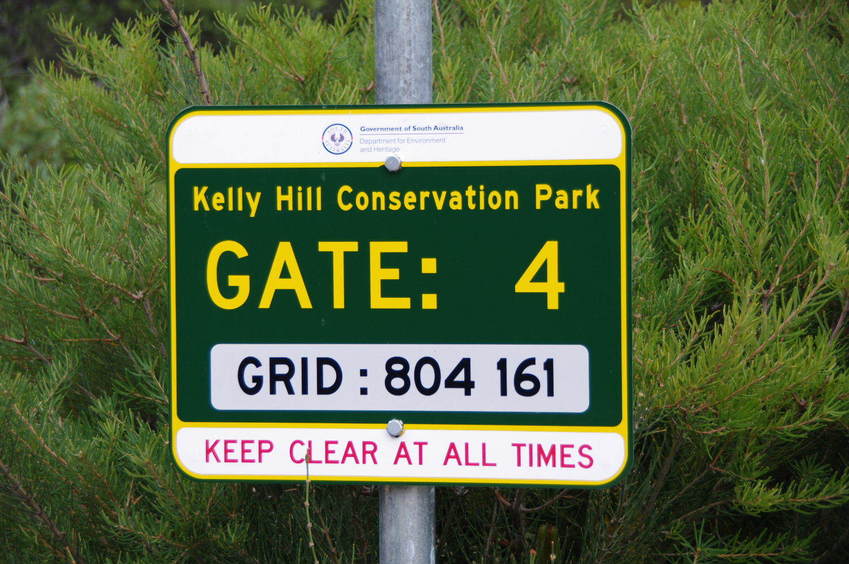 Government of South Australia
Department for Environment
and Heritage
Kelly Hill Conservation Park
GATE: 4
GRID : 804 161
KEEP CLEAR AT ALL TIMES